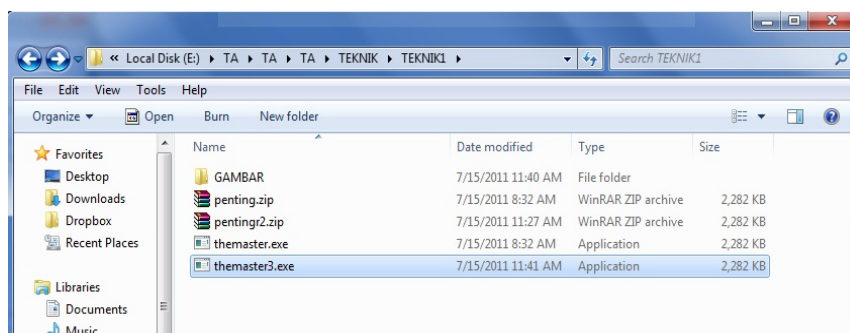 « Local Disk (E:) ▸ TA ▸ TA ▸ TA ▸ TEKNIK ▸ TEKNIK1 ▸ Search TEKNIK1
File Edit View Tools Help
Organize ▾ Open Burn New folder
Favorites
Desktop
Downloads
Dropbox
Recent Places
Libraries
Documents
Music
Name Date modified Type Size
GAMBAR 7/15/2011 11:40 AM File folder
penting.zip 7/15/2011 8:32 AM WinRAR ZIP archive 2,282 KB
pentingr2.zip 7/15/2011 11:27 AM WinRAR ZIP archive 2,282 KB
themaster.exe 7/15/2011 8:32 AM Application 2,282 KB
themaster3.exe 7/15/2011 11:41 AM Application 2,282 KB